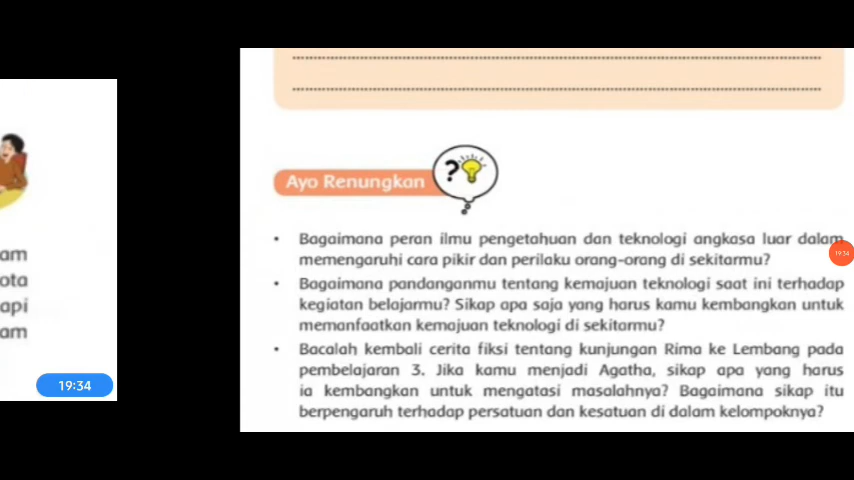 am
ota
api
am
19:34
Ayo Renungkan
?
• Bagaimana peran ilmu pengetahuan dan teknologi angkasa luar dalam
memengaruhi cara pikir dan perilaku orang-orang di sekitarmu?
• Bagaimana pandanganmu tentang kemajuan teknologi saat ini terhadap
kegiatan belajarmu? Sikap apa saja yang harus kamu kembangkan untuk
memanfaatkan kemajuan teknologi di sekitarmu?
• Bacalah kembali cerita fiksi tentang kunjungan Rima ke Lembang pada
pembelajaran 3. Jika kamu menjadi Agatha, sikap apa yang harus
ia kembangkan untuk mengatasi masalahnya? Bagaimana sikap itu
berpengaruh terhadap persatuan dan kesatuan di dalam kelompoknya?
19:34